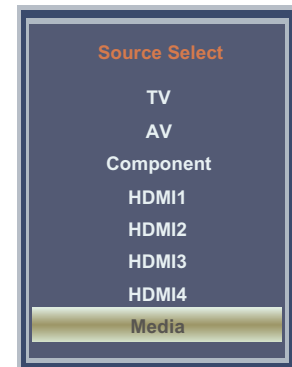 Source Select
TV
AV
Component
HDMI1
HDMI2
HDMI3
HDMI4
Media